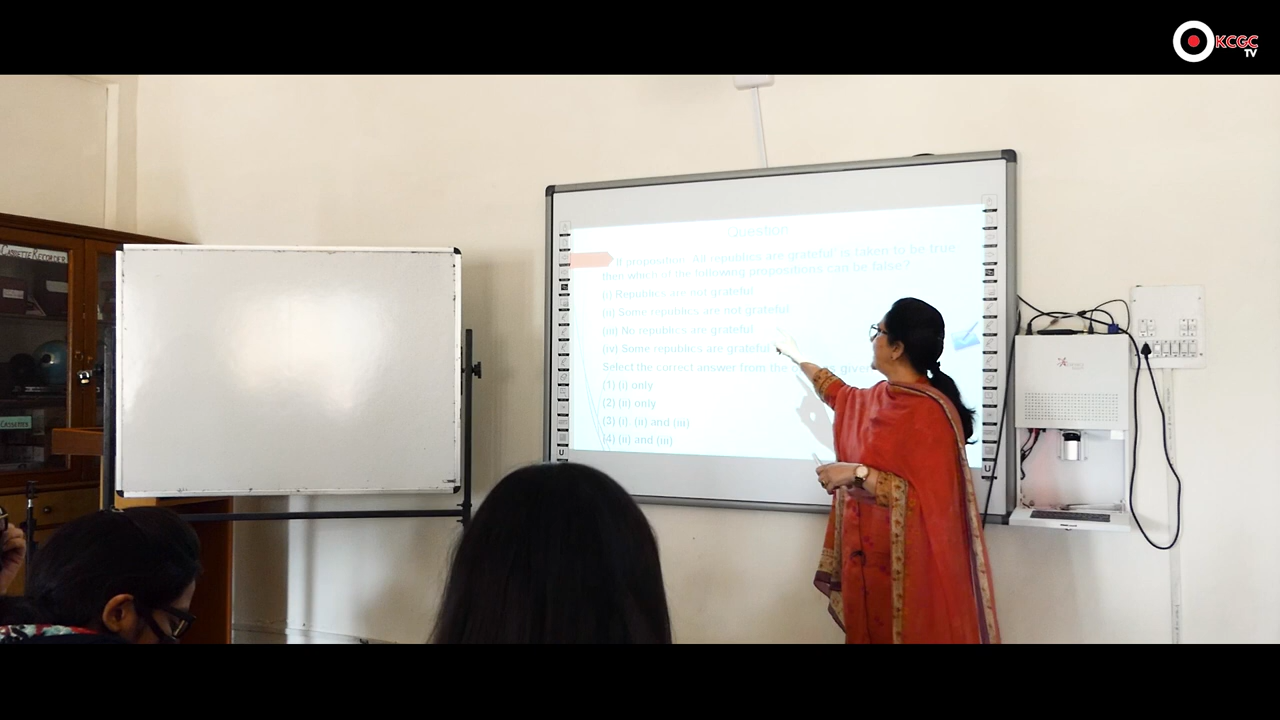 KCGC
TV
CASSETTE RECORDER
Question
If proposition 'All republics are grateful' is taken to be true
then which of the following propositions can be false?
(i) Republics are not grateful
(ii) Some republics are not grateful
(iii) No republics are grateful
(iv) Some republics are grateful
Select the correct answer from the given
(1) (i) only
(2) (ii) only
(3) (i) (ii) and (iii)
(4) (ii) and (iii)
U
U